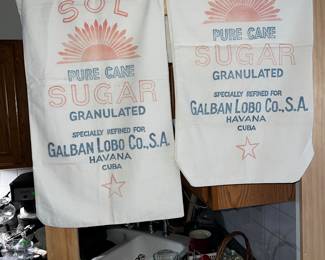 SOL
PURE CANE
SUGAR
GRANULATED
SPECIALLY REFINED FOR
GALBAN LOBO CO., S.A.
HAVANA
CUBA
PURE CANE
SUGAR
GRANULATED
SPECIALLY REFINED FOR
GALBAN LOBO CO., S.A.
HAVANA
CUBA